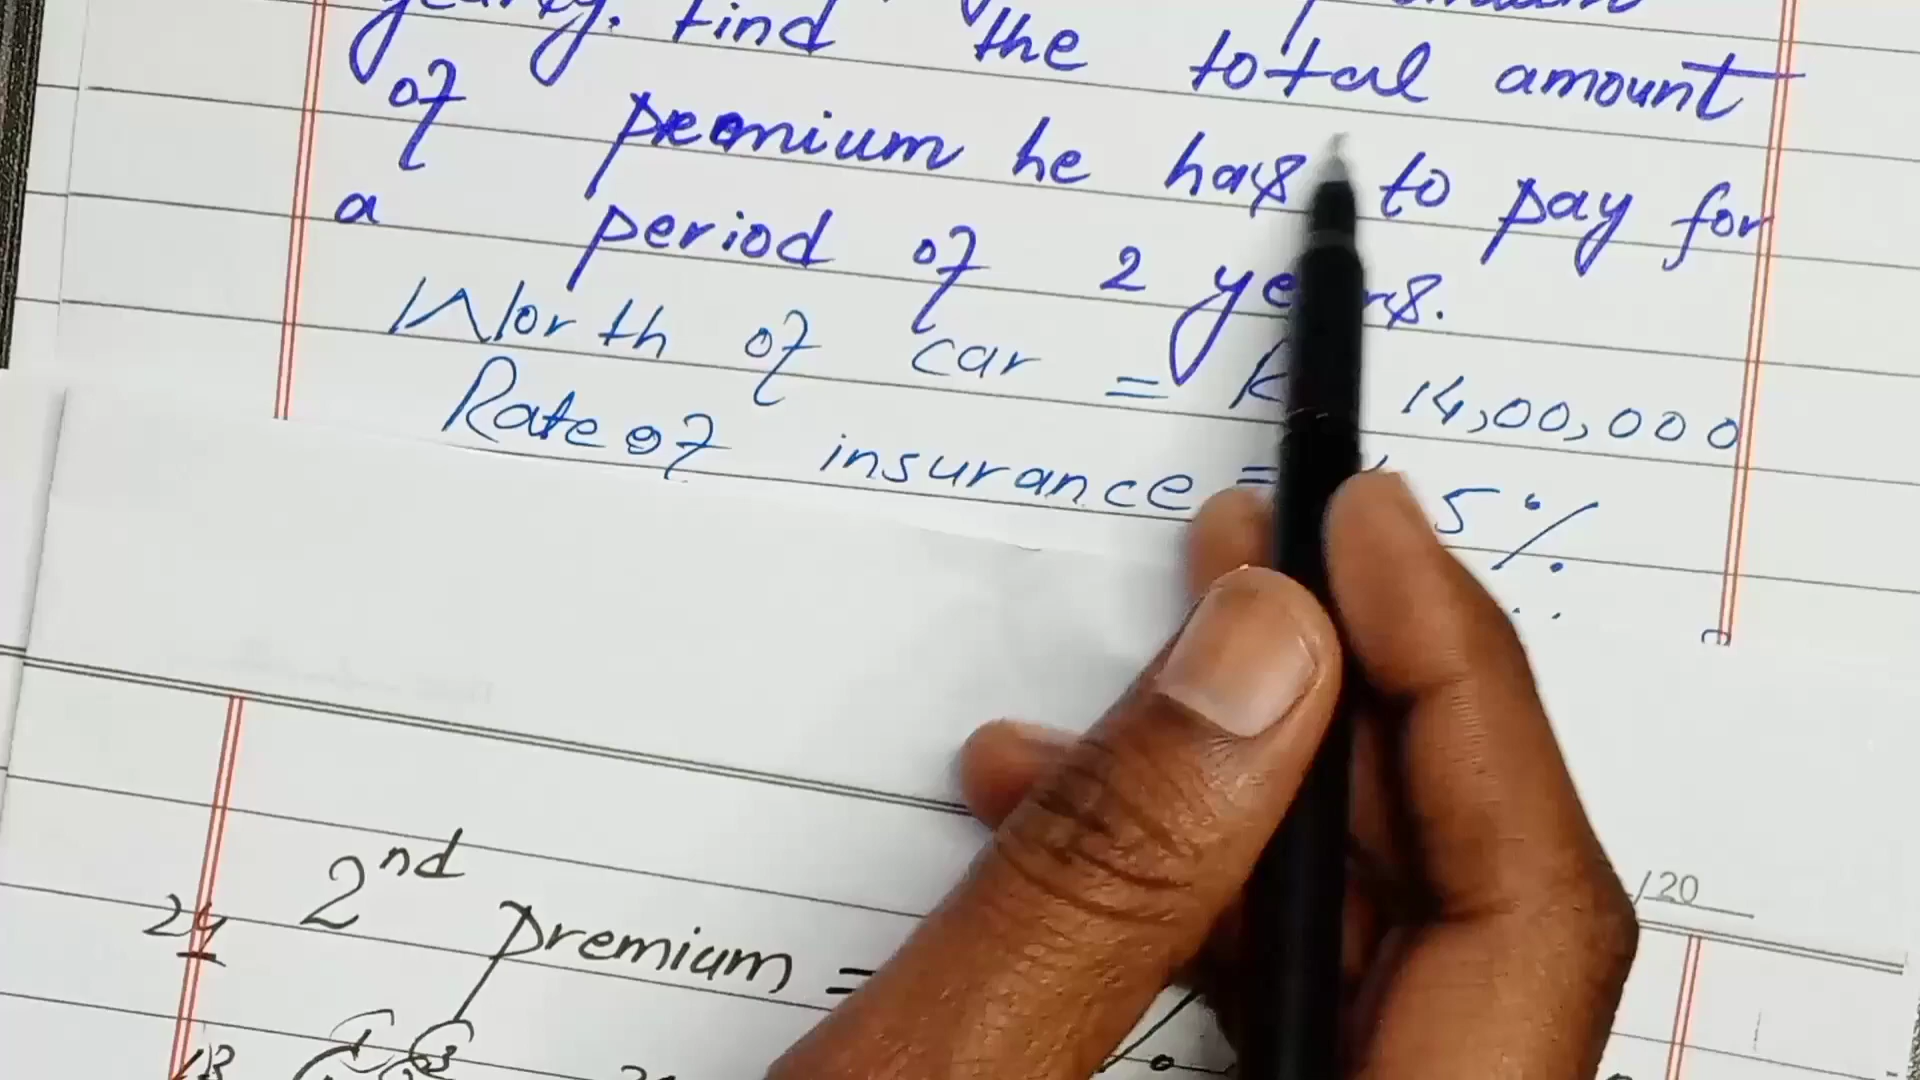 yearly. Find the total amount
of premium he has to pay for
a period of 2 years.
Worth of car = 14,00,000
Rate of insurance = 5%
/20
24 2nd premium =